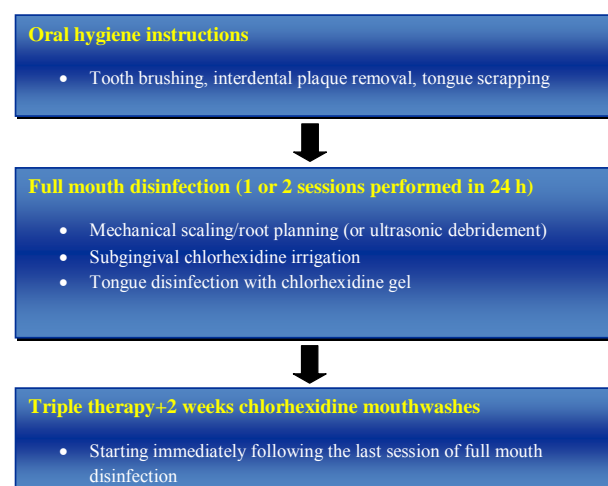 Oral hygiene instructions
• Tooth brushing, interdental plaque removal, tongue scrapping
Full mouth disinfection (1 or 2 sessions performed in 24 h)
• Mechanical scaling/root planning (or ultrasonic debridement)
• Subgingival chlorhexidine irrigation
• Tongue disinfection with chlorhexidine gel
Triple therapy+2 weeks chlorhexidine mouthwashes
• Starting immediately following the last session of full mouth
disinfection